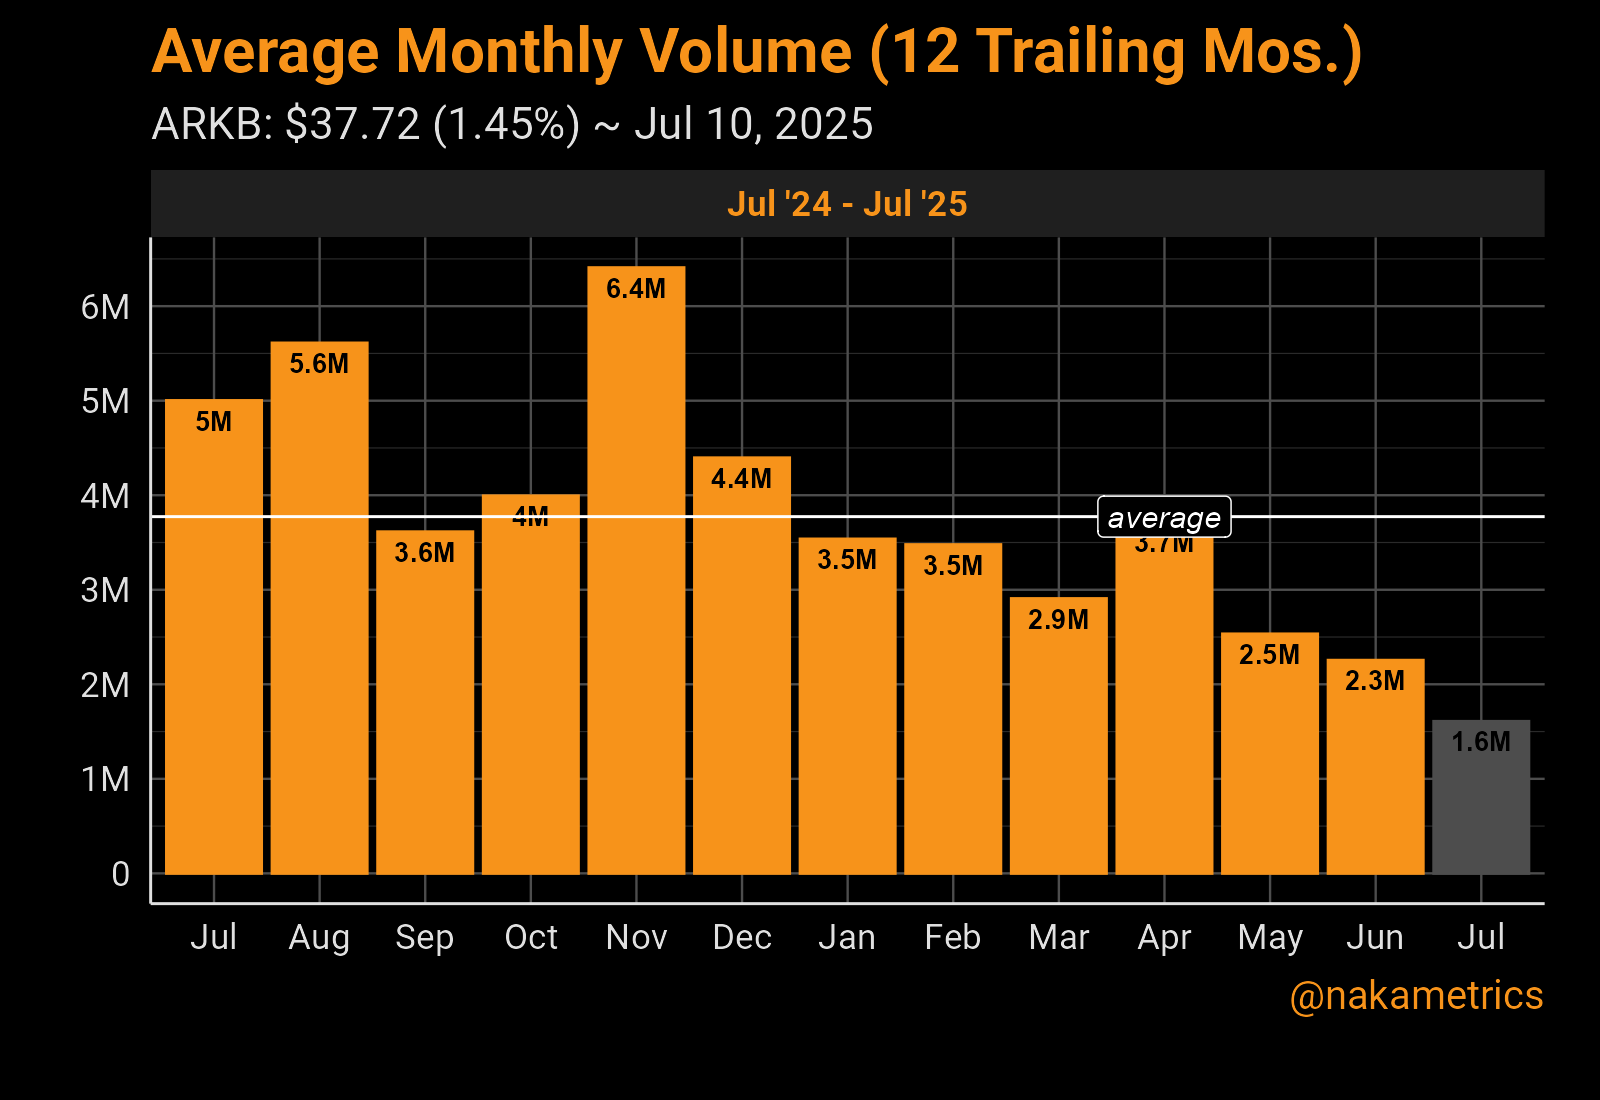 Average Monthly Volume (12 Trailing Mos.)
ARKB: $37.72 (1.45%) ~ Jul 10, 2025
Jul '24 - Jul '25
6M
5M
4M
3M
2M
1M
0
5M
5.6M
3.6M
4M
6.4M
4.4M
3.5M
3.5M
2.9M
average
3.7M
2.5M
2.3M
1.6M
Jul Aug Sep Oct Nov Dec Jan Feb Mar Apr May Jun Jul
@nakametrics